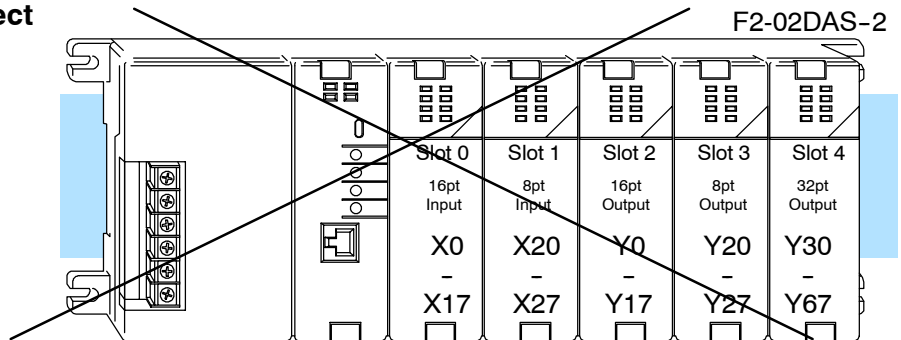 ect
F2-02DAS-2
Slot 0 Slot 1 Slot 2 Slot 3 Slot 4
16pt 8pt 16pt 8pt 32pt
Input Input Output Output Output
X0 X20 Y0 Y20 Y30
– – – – –
X17 X27 Y17 Y27 Y67